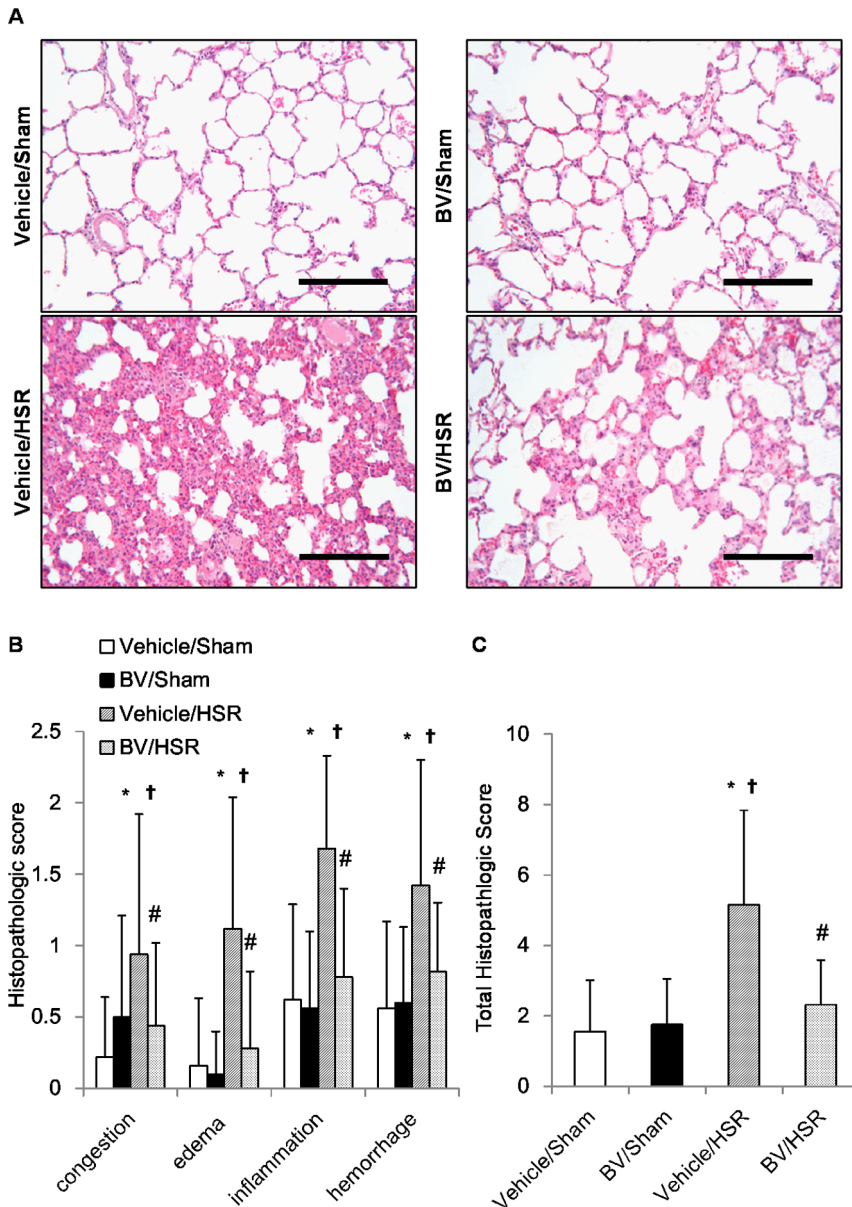 A
Vehicle/Sham
BV/Sham
Vehicle/HSR
BV/HSR
B
Vehicle/Sham
BV/Sham
Vehicle/HSR
BV/HSR
Histopathologic score
2.5
2
1.5
1
0.5
0
* †
#
* †
#
* †
#
* †
#
congestion
edema
inflammation
hemorrhage
C
Total Histopathlogic Score
10
8
6
4
2
0
* †
#
Vehicle/Sham
BV/Sham
Vehicle/HSR
BV/HSR